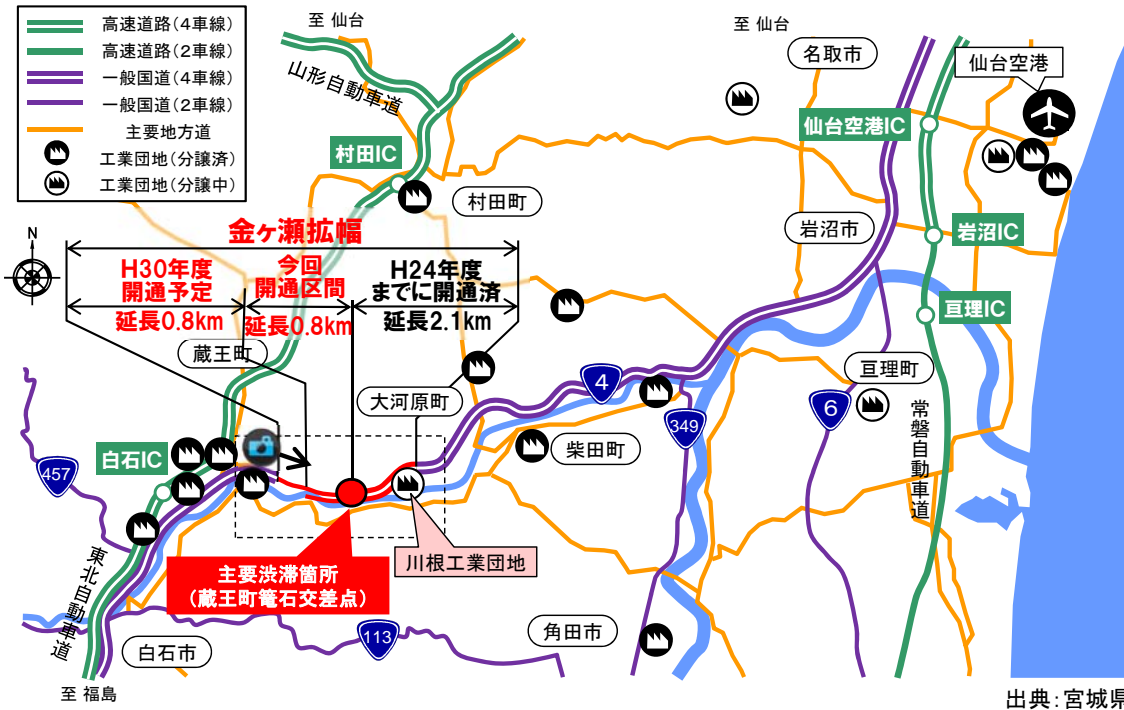 高速道路(4車線)
高速道路(2車線)
一般国道(4車線)
一般国道(2車線)
主要地方道
工業団地(分譲済)
工業団地(分譲中)
至 仙台
至 仙台
山形自動車道
名取市
仙台空港
仙台空港IC
村田IC
村田町
岩沼市
岩沼IC
亘理IC
N
金ヶ瀬拡幅
H30年度
開通予定
延長0.8km
今回
開通区間
延長0.8km
H24年度
までに開通済
延長2.1km
蔵王町
大河原町
4
亘理町
6
349
柴田町
常磐自動車道
白石IC
457
川根工業団地
主要渋滞箇所
(蔵王町篭石交差点)
東北自動車道
113
角田市
白石市
至 福島
出典:宮城県